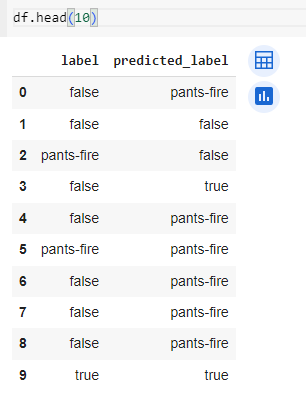 df.head(10)
label predicted_label
0 false pants-fire
1 false false
2 pants-fire false
3 false true
4 false pants-fire
5 pants-fire pants-fire
6 false pants-fire
7 false pants-fire
8 false pants-fire
9 true true